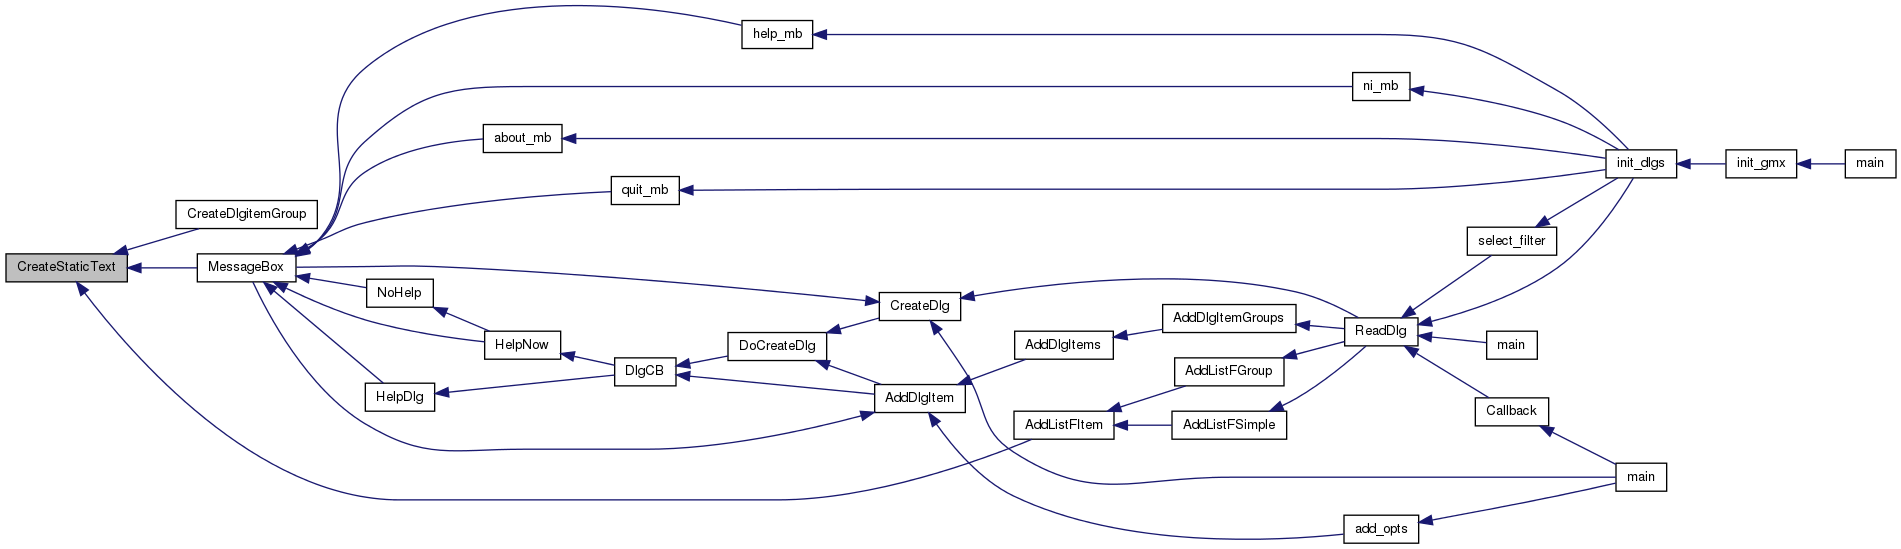 help_mb
ni_mb
about_mb
init_dlgs
init_gmx
main
quit_mb
CreateDlgitemGroup
select_filter
CreateStaticText
MessageBox
NoHelp
CreateDlg
AddDlgItemGroups
ReadDlg
HelpNow
DoCreateDlg
AddDlgItems
main
DlgCB
AddListFGroup
HelpDlg
AddDlgItem
Callback
AddListFItem
AddListFSimple
main
add_opts